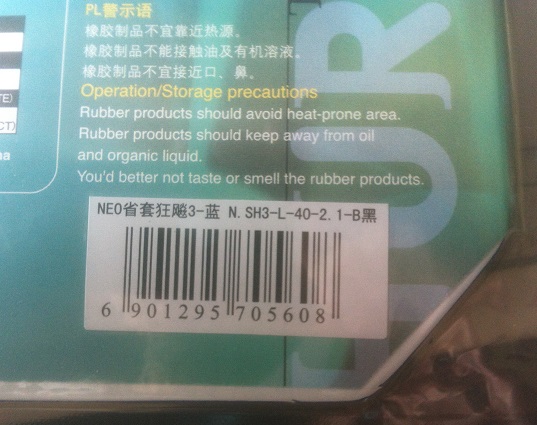 PL警示语
橡胶制品不宜靠近热源。
橡胶制品不能接触油及有机溶液。
橡胶制品不宜接近口、鼻。
Operation/Storage precautions
Rubber products should avoid heat-prone area.
Rubber products should keep away from oil
and organic liquid.
You'd better not taste or smell the rubber products.
NEO省套狂飚3-蓝 N.SH3-L-40-2.1-B黑
6 901295 705608